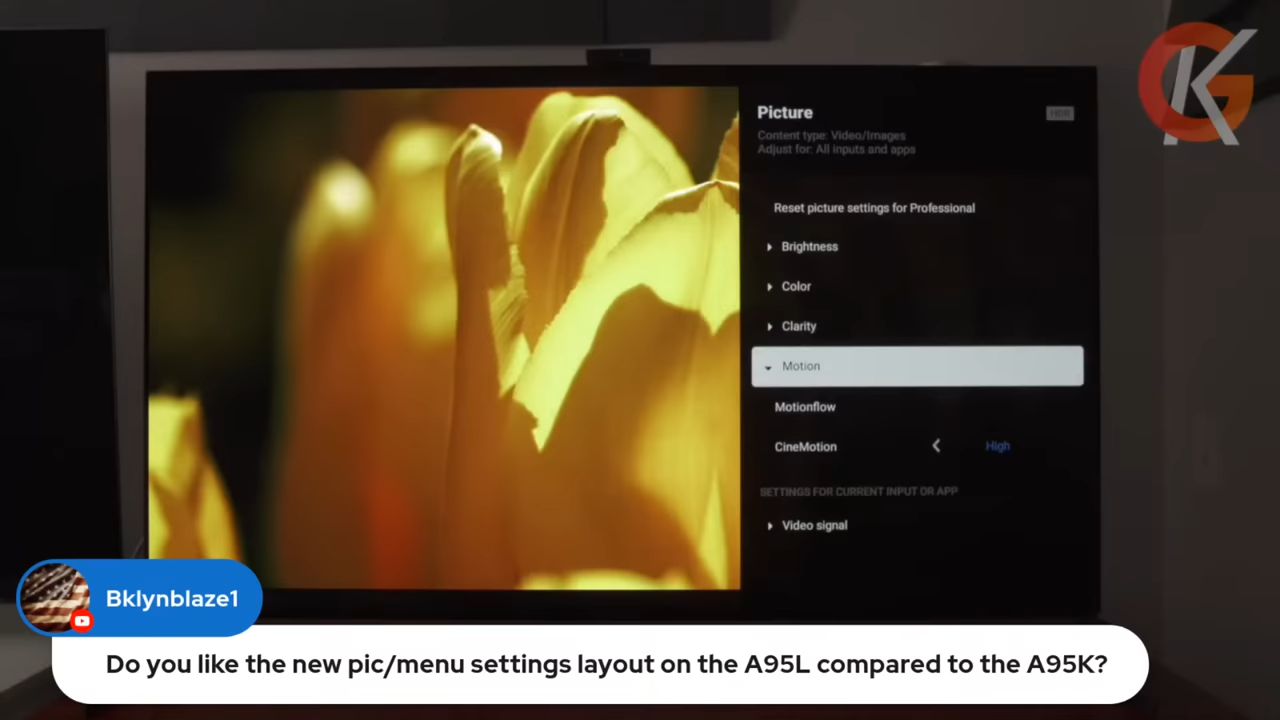 GK
Picture
HDR
Content type: Video/Images
Adjust for: All inputs and apps
Reset picture settings for Professional
Brightness
Color
Clarity
Motion
Motionflow
CineMotion
High
SETTINGS FOR CURRENT INPUT OR APP
Video signal
Bklynblaze1
Do you like the new pic/menu settings layout on the A95L compared to the A95K?